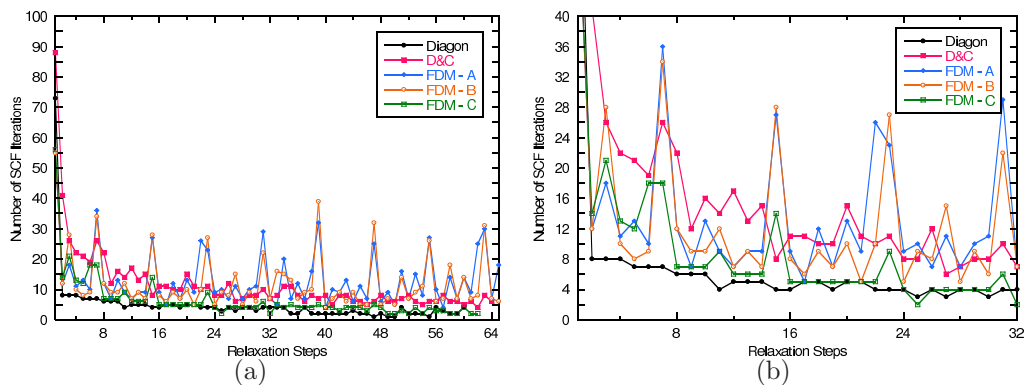 100
90
80
70
60
50
40
30
20
10
0
8 16 24 32 40 48 56 64
Number of SCF Iterations
Relaxation Steps
Diagon
D&C
FDM - A
FDM - B
FDM - C
(a)
40
36
32
28
24
20
16
12
8
4
0
8 16 24 32
Number of SCF Iterations
Relaxation Steps
Diagon
D&C
FDM - A
FDM - B
FDM - C
(b)